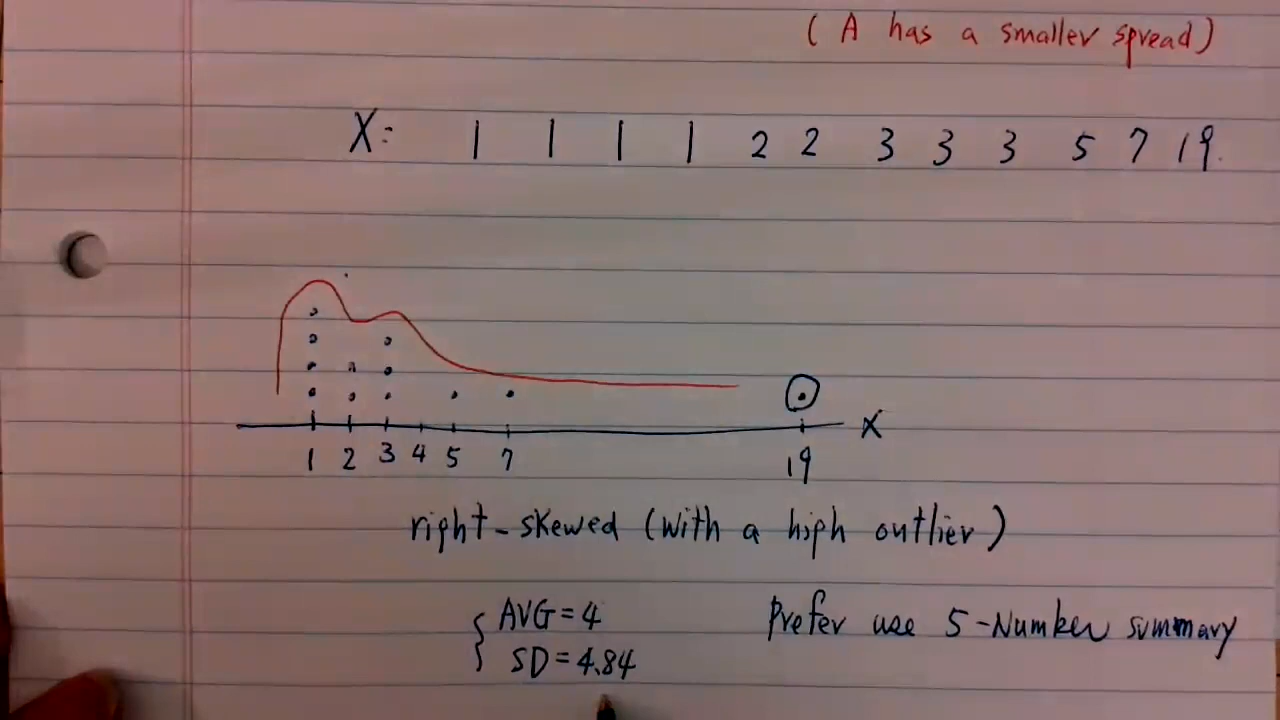 (A has a smaller spread)
X: 1 1 1 1 2 2 3 3 3 5 7 19
X
1 2 3 4 5 7 19
right-skewed (with a high outlier)
AVG = 4
SD = 4.84
Prefer use 5-Number summary